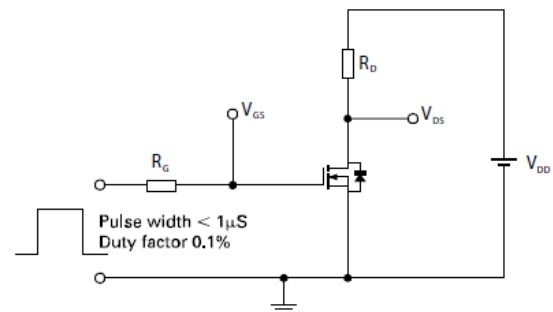 R_D
V_GS
V_DS
R_G
V_DD
Pulse width < 1μS
Duty factor 0.1%